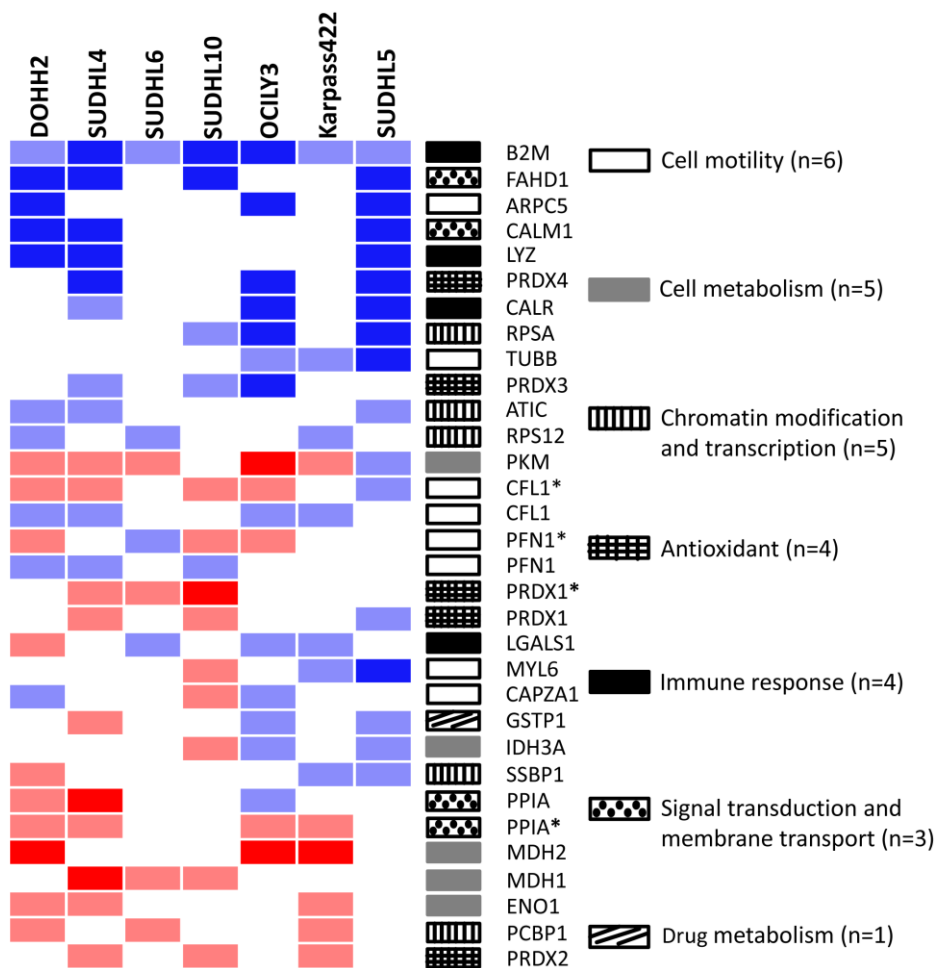 DOHH2
SUDHL4
SUDHL6
SUDHL10
OCILY3
Karpass422
SUDHL5
B2M
FAHD1
ARPC5
CALM1
LYZ
PRDX4
CALR
RPSA
TUBB
PRDX3
ATIC
RPS12
PKM
CFL1*
CFL1
PFN1*
PFN1
PRDX1*
PRDX1
LGALS1
MYL6
CAPZA1
GSTP1
IDH3A
SSBP1
PPIA
PPIA*
MDH2
MDH1
ENO1
PCBP1
PRDX2
Cell motility (n=6)
Cell metabolism (n=5)
Chromatin modification
and transcription (n=5)
Antioxidant (n=4)
Immune response (n=4)
Signal transduction and
membrane transport (n=3)
Drug metabolism (n=1)